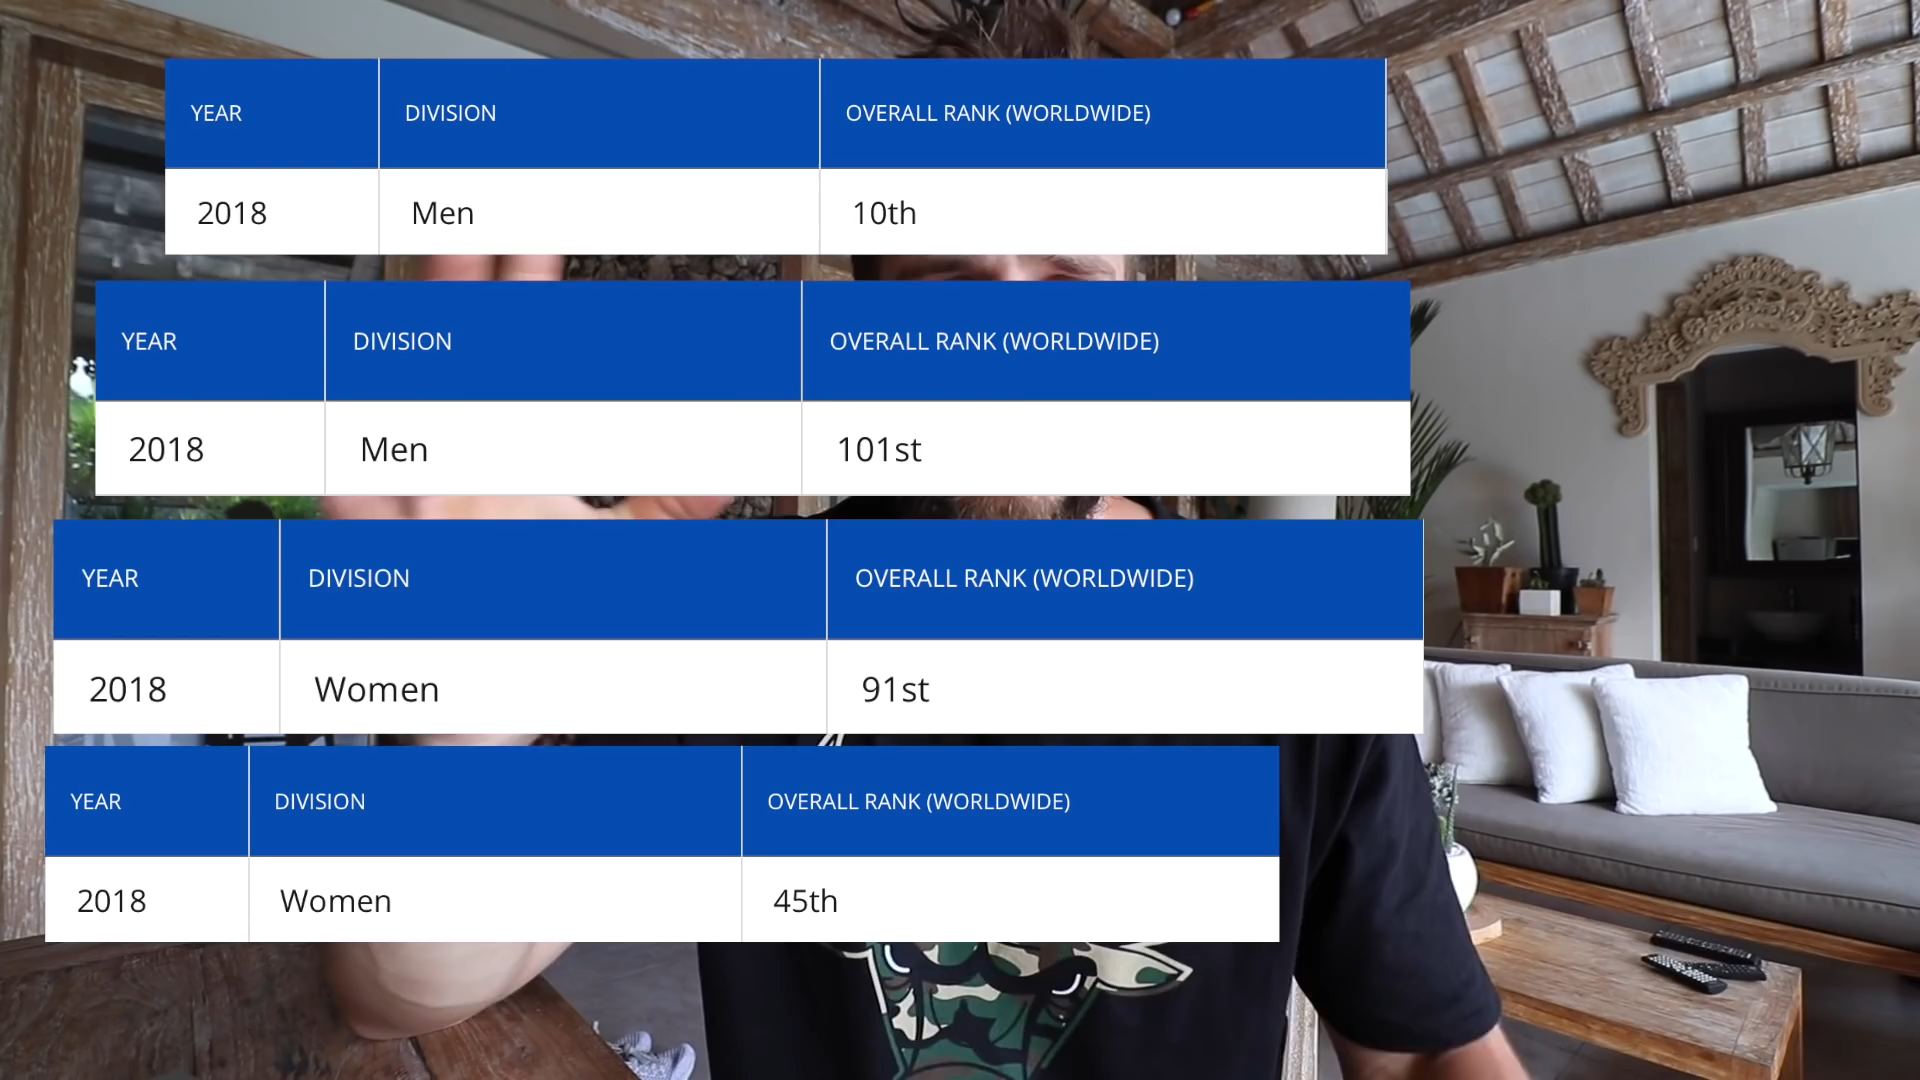 YEAR DIVISION OVERALL RANK (WORLDWIDE)
2018 Men 10th
YEAR DIVISION OVERALL RANK (WORLDWIDE)
2018 Men 101st
YEAR DIVISION OVERALL RANK (WORLDWIDE)
2018 Women 91st
YEAR DIVISION OVERALL RANK (WORLDWIDE)
2018 Women 45th